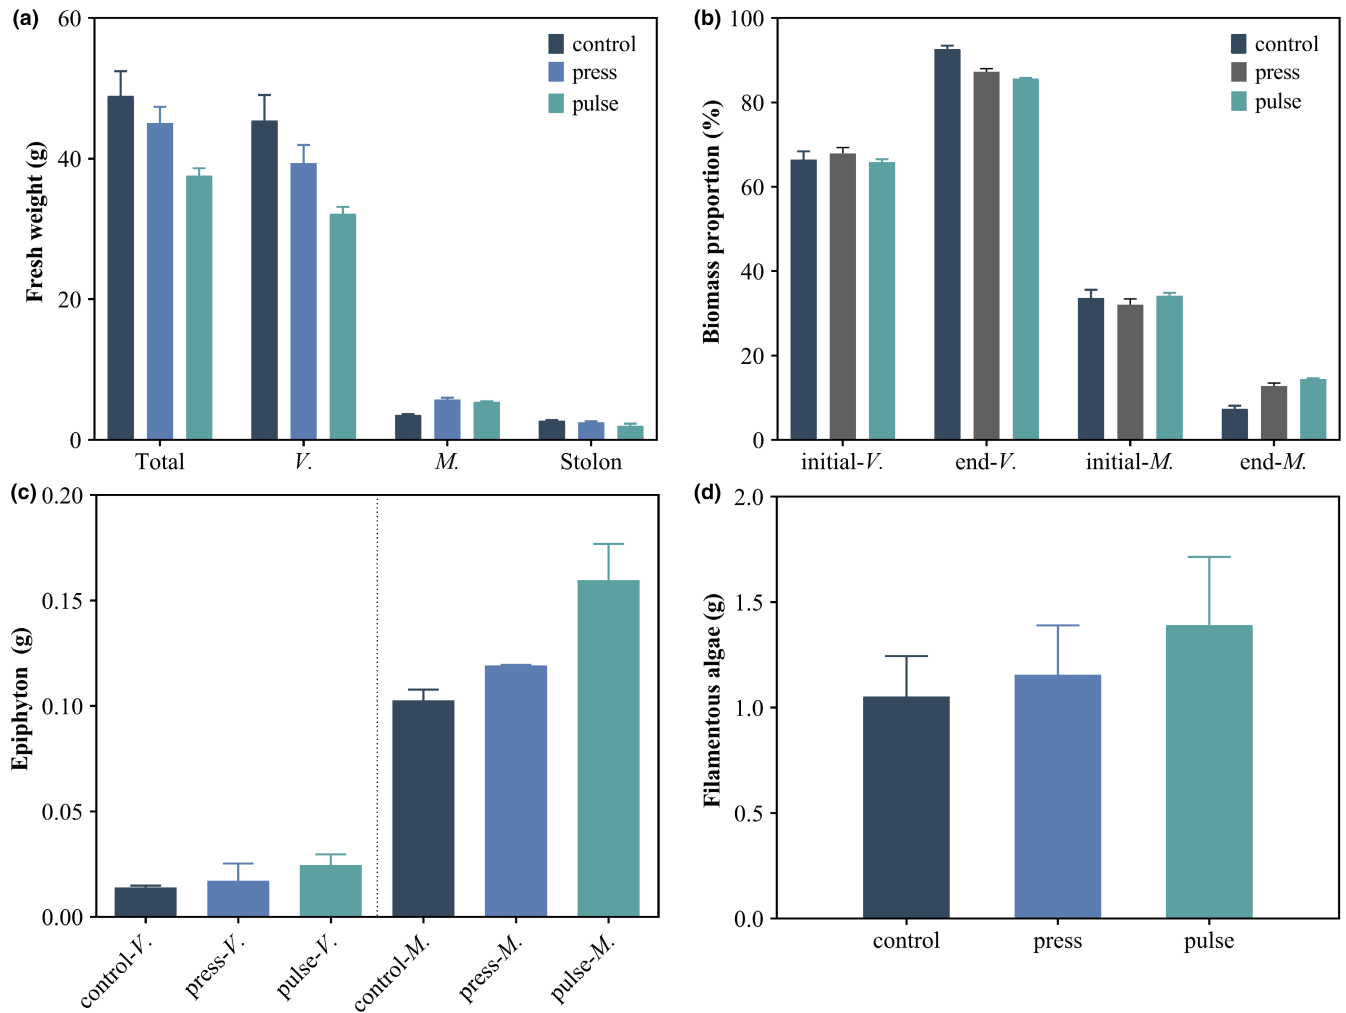 (a)
Fresh weight (g)
60
40
20
0
control
press
pulse
Total
V.
M.
Stolon
(b)
Biomass proportion (%)
100
80
60
40
20
0
control
press
pulse
initial-V.
end-V.
initial-M.
end-M.
(c)
Epiphyton (g)
0.20
0.15
0.10
0.05
0.00
control-V.
press-V.
pulse-V.
control-M.
press-M.
pulse-M.
(d)
Filamentous algae (g)
2.0
1.5
1.0
0.5
0.0
control
press
pulse